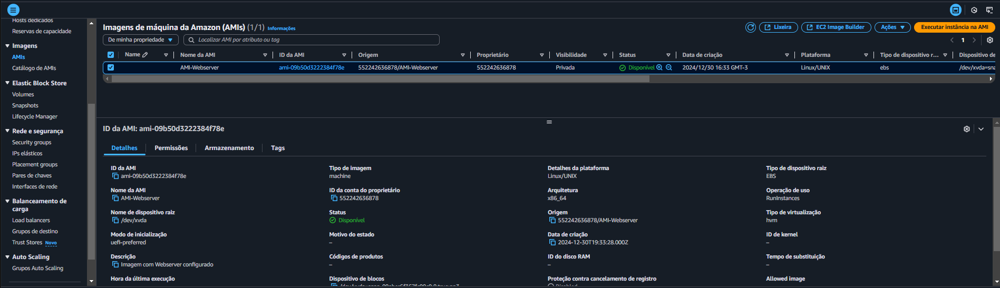 Hosts dedicados
Reservas de capacidade
Imagens
AMIs
Catálogo de AMIs
Elastic Block Store
Volumes
Snapshots
Lifecycle Manager
Rede e segurança
Security groups
IPs elásticos
Placement groups
Pares de chaves
Interfaces de rede
Balanceamento de
carga
Load balancers
Grupos de destino
Trust Stores Novo
Auto Scaling
Grupos Auto Scaling
Imagens de máquina da Amazon (AMIs) (1/1) Informações
Lixeira
EC2 Image Builder
Ações
Executar instância na AMI
De minha propriedade
Localizar AMI por atributo ou tag
1
Name Nome da AMI ID da AMI Origem Proprietário Visibilidade Status Data de criação Plataforma Tipo de dispositivo r... Dispositivo de
AMI-Webserver ami-09b50d3222384f78e 552242636878/AMI-Webserver 552242636878 Privada Disponível 2024/12/30 16:33 GMT-3 Linux/UNIX ebs /dev/xvda=sna
ID da AMI: ami-09b50d3222384f78e
Detalhes Permissões Armazenamento Tags
ID da AMI Tipo de imagem Detalhes da plataforma Tipo de dispositivo raiz
ami-09b50d3222384f78e machine Linux/UNIX EBS
Nome da AMI ID da conta do proprietário Arquitetura Operação de uso
AMI-Webserver 552242636878 x86_64 RunInstances
Nome de dispositivo raiz Status Origem Tipo de virtualização
/dev/xvda Disponível 552242636878/AMI-Webserver hvm
Modo de inicialização Motivo do estado Data de criação ID de kernel
uefi-preferred – 2024-12-30T19:33:28.000Z –
Descrição Códigos de produtos ID do disco RAM Tempo de substituição
Imagem com Webserver configurado – – –
Hora da última execução Dispositivo de blocos Proteção contra cancelamento de registro Allowed image
Disabled